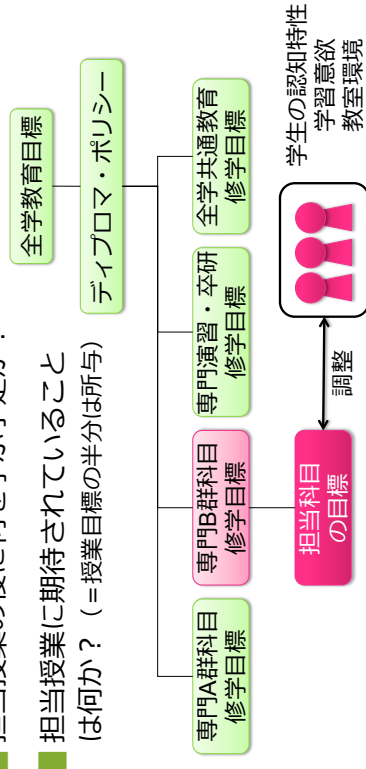 担当授業に期待されていること
は何か？（=授業目標の半分は所与）
全学教育目標
ディプロマ・ポリシー
専門A群科目
修学目標
専門B群科目
修学目標
専門演習・卒研
修学目標
全学共通教育
修学目標
担当科目
の目標
調整
学生の認知特性
学習意欲
教室環境